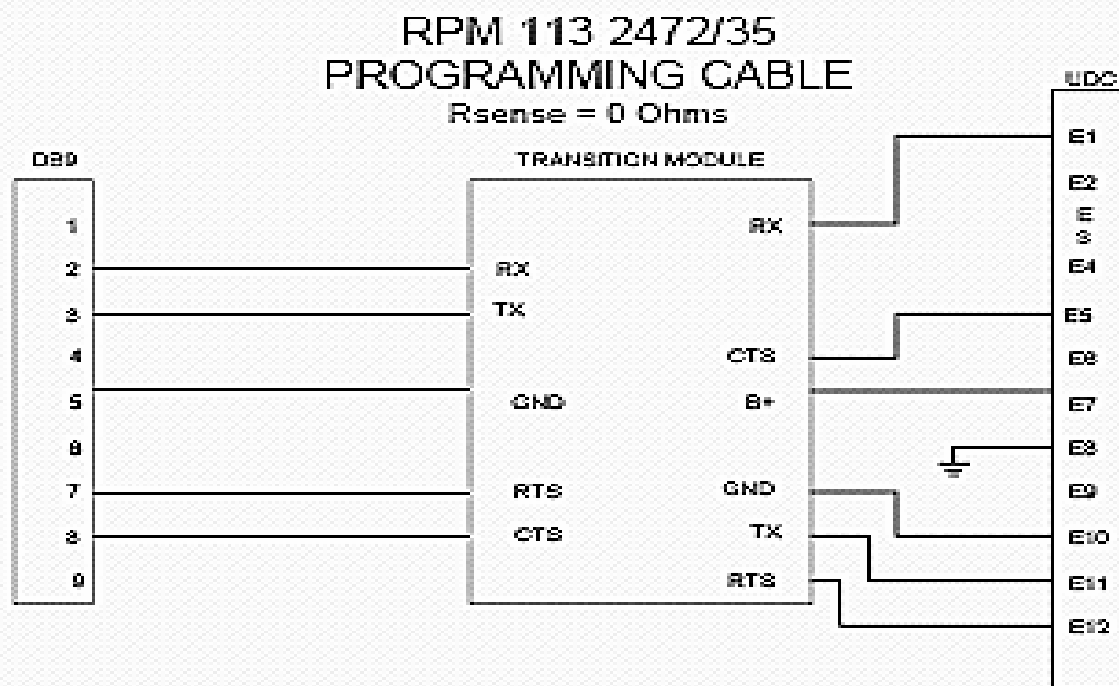 RPM 113 2472/35
PROGRAMMING CABLE
Rsense = 0 Ohms
DB9
1
2
3
4
5
6
7
8
9
TRANSITION MODULE
RX
TX
GND
RTS
CTS
RX
CTS
B+
GND
TX
RTS
UDC
E1
E2
E
3
E4
E5
E6
E7
E8
E9
E10
E11
E12